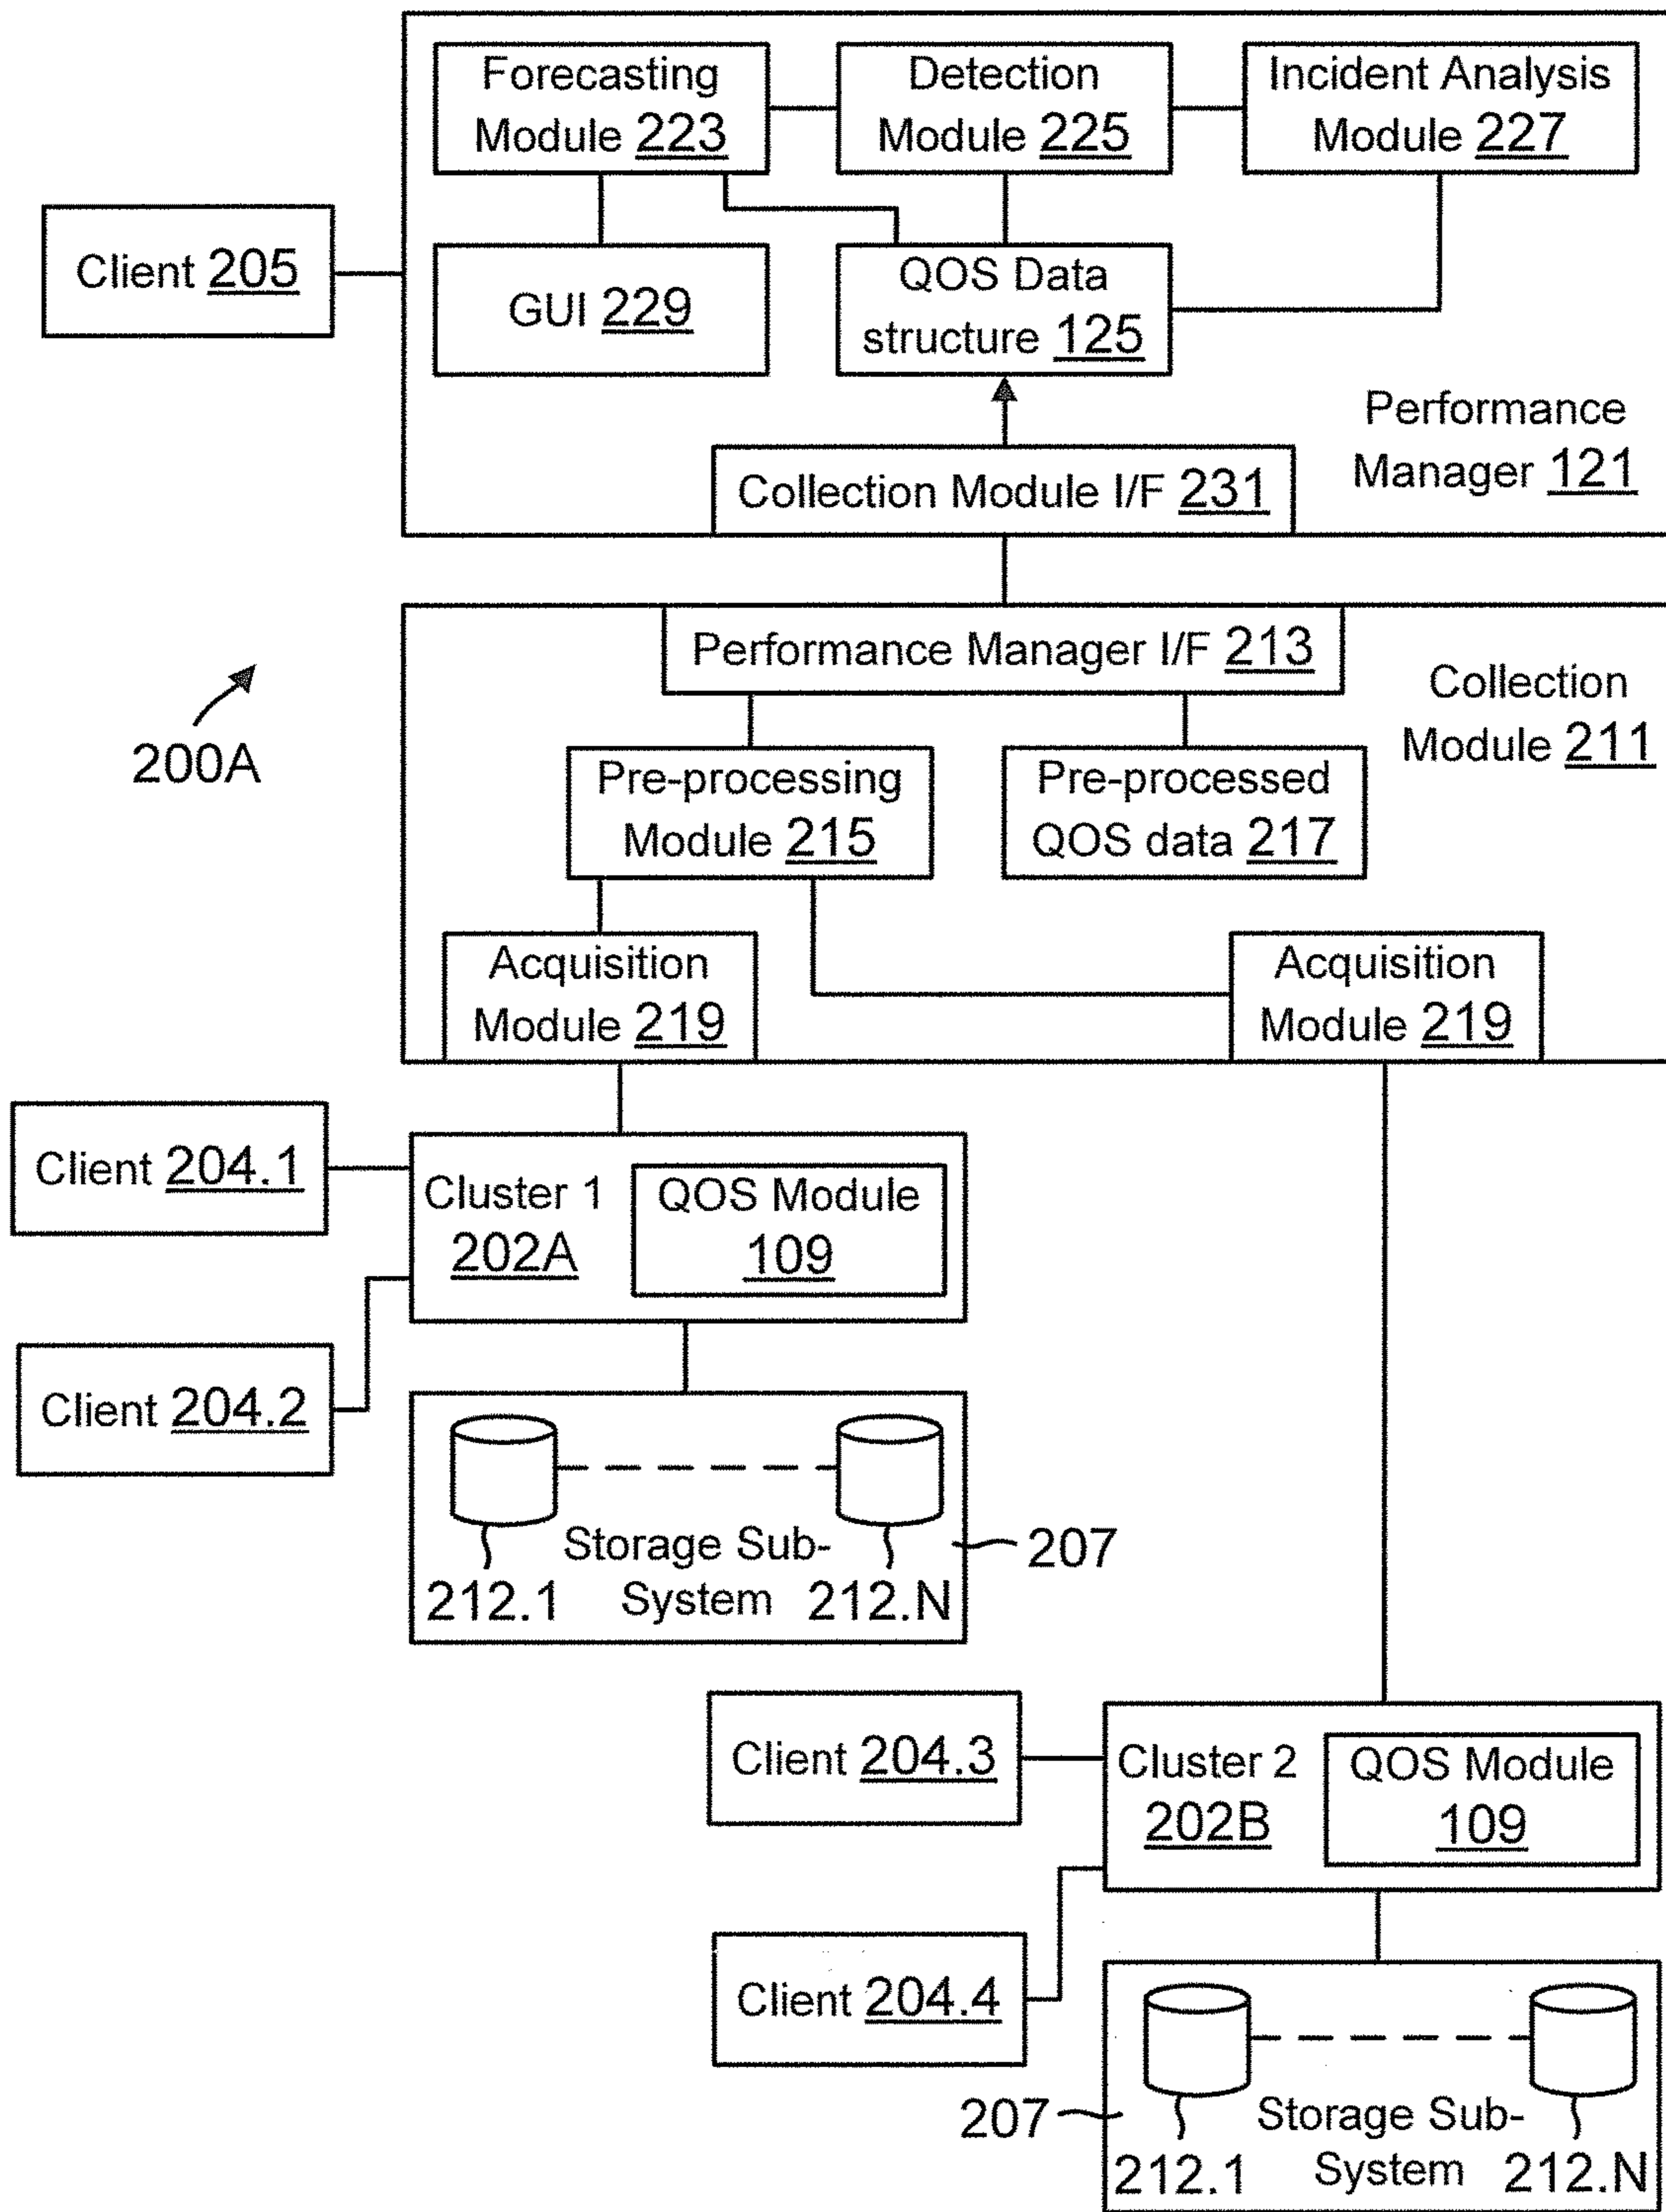 Forecasting
Module 223
Detection
Module 225
Incident Analysis
Module 227
Client 205
GUI 229
QOS Data
structure 125
Performance
Manager 121
Collection Module I/F 231
Performance Manager I/F 213
Collection
Module 211
200A
Pre-processing
Module 215
Pre-processed
QOS data 217
Acquisition
Module 219
Acquisition
Module 219
Client 204.1
Cluster 1
202A
QOS Module
109
Client 204.2
Storage Sub-
System
212.1
212.N
207
Client 204.3
Cluster 2
202B
QOS Module
109
Client 204.4
207
Storage Sub-
System
212.1
212.N